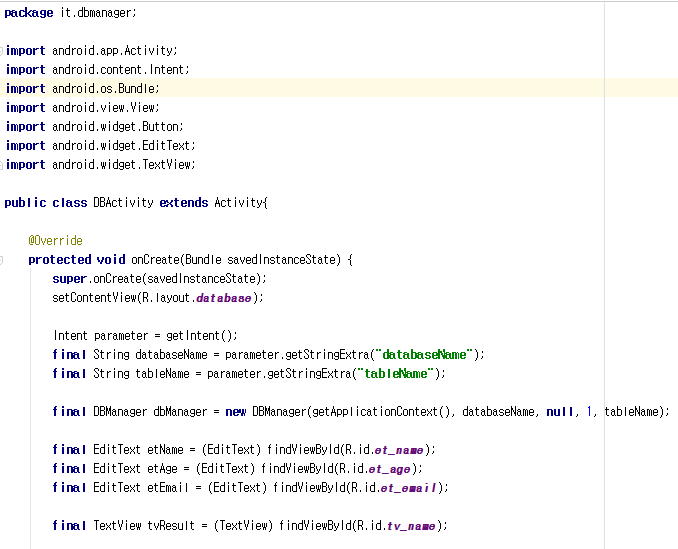 package it.dbmanager;
import android.app.Activity;
import android.content.Intent;
import android.os.Bundle;
import android.view.View;
import android.widget.Button;
import android.widget.EditText;
import android.widget.TextView;
public class DBActivity extends Activity{
@Override
protected void onCreate(Bundle savedInstanceState) {
super.onCreate(savedInstanceState);
setContentView(R.layout.database);
Intent parameter = getIntent();
final String databaseName = parameter.getStringExtra("databaseName");
final String tableName = parameter.getStringExtra("tableName");
final DBManager dbManager = new DBManager(getApplicationContext(), databaseName, null, 1, tableName);
final EditText etName = (EditText) findViewById(R.id.et_name);
final EditText etAge = (EditText) findViewById(R.id.et_age);
final EditText etEmail = (EditText) findViewById(R.id.et_email);
final TextView tvResult = (TextView) findViewById(R.id.tv_name);